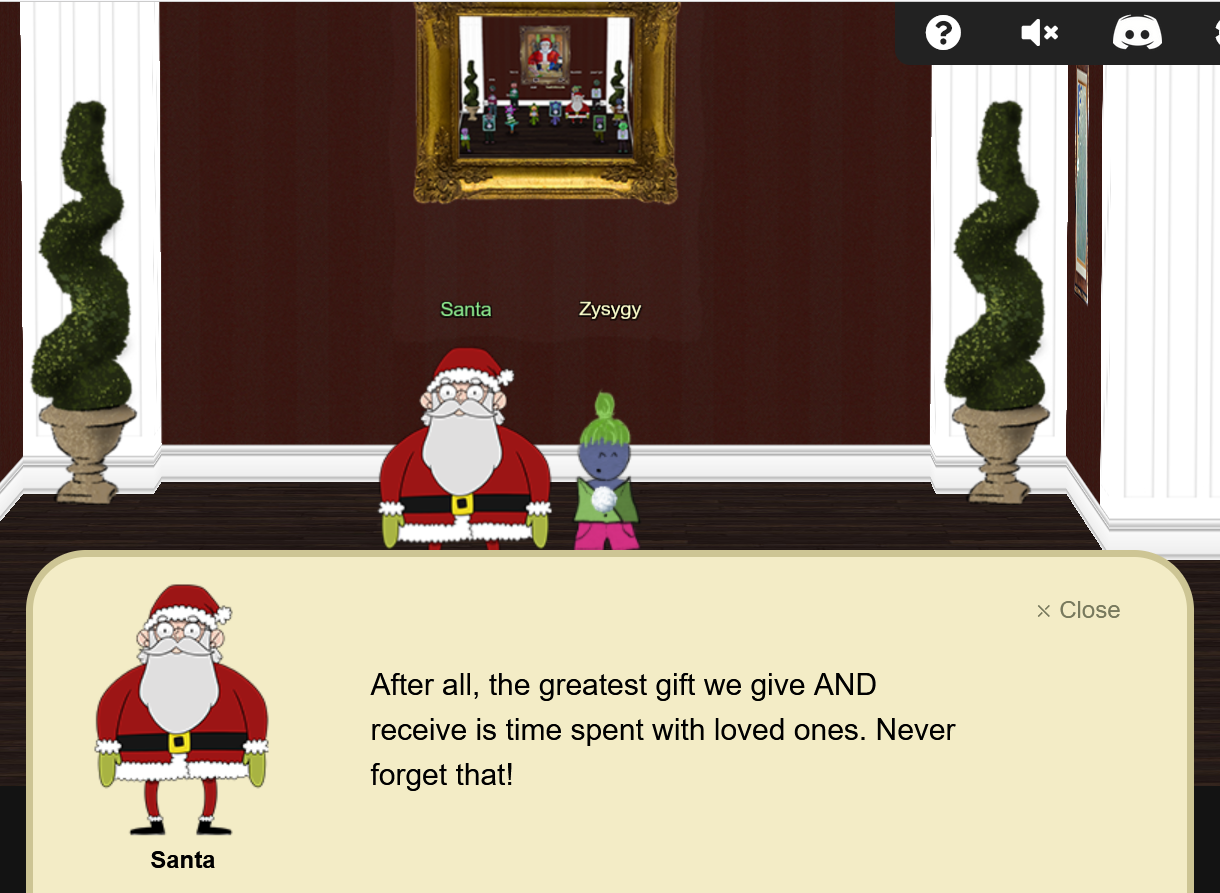 Santa
Zysygy
× Close
After all, the greatest gift we give AND
receive is time spent with loved ones. Never
forget that!
Santa